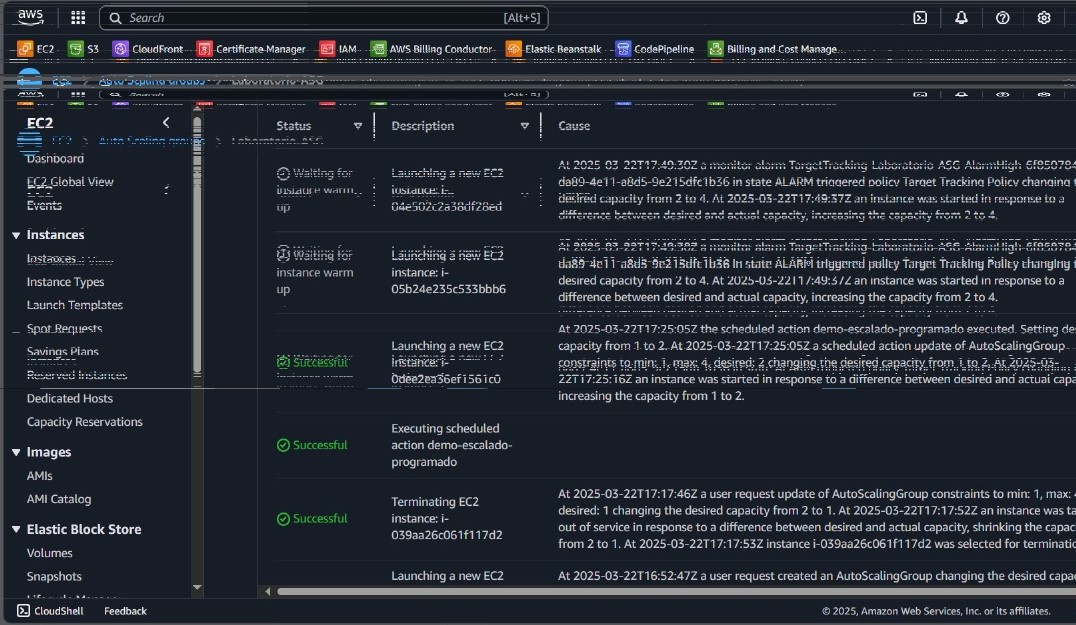 aws
Search
[Alt+S]
EC2
S3
CloudFront
Certificate Manager
IAM
AWS Billing Conductor
Elastic Beanstalk
CodePipeline
Billing and Cost Manage...
EC2
Auto Scaling groups
Laboratorio-ASG
EC2
Dashboard
EC2 Global View
Events
Instances
Instances
Instance Types
Launch Templates
Spot Requests
Savings Plans
Reserved Instances
Dedicated Hosts
Capacity Reservations
Images
AMIs
AMI Catalog
Elastic Block Store
Volumes
Snapshots
Status
Description
Cause
Waiting for
instance warm
up
Launching a new EC2
instance: i-
04e502c2a38df28ed
At 2025-03-22T17:49:30Z a monitor alarm TargetTracking-Laboratorio-ASG-AlarmHigh-6f850784
da89-4e11-a8d5-9e215dfc1b36 in state ALARM triggered policy Target Tracking Policy changing
desired capacity from 2 to 4. At 2025-03-22T17:49:37Z an instance was started in response to a
difference between desired and actual capacity, increasing the capacity from 2 to 4.
Waiting for
instance warm
up
Launching a new EC2
instance: i-
05b24e235c533bbb6
At 2025-03-22T17:49:30Z a monitor alarm TargetTracking-Laboratorio-ASG-AlarmHigh-6f850784
da89-4e11-a8d5-9e215dfc1b36 in state ALARM triggered policy Target Tracking Policy changing
desired capacity from 2 to 4. At 2025-03-22T17:49:37Z an instance was started in response to a
difference between desired and actual capacity, increasing the capacity from 2 to 4.
Successful
Launching a new EC2
instance: i-
0dee2ea36ef1561c0
At 2025-03-22T17:25:05Z the scheduled action demo-escalado-programado executed. Setting
capacity from 1 to 2. At 2025-03-22T17:25:05Z a scheduled action update of AutoScalingGroup
constraints to min: 1, max: 4, desired: 2 changing the desired capacity from 1 to 2. At 2025-03-
22T17:25:16Z an instance was started in response to a difference between desired and actual
increasing the capacity from 1 to 2.
Successful
Executing scheduled
action demo-escalado-
programado
Successful
Terminating EC2
instance: i-
039aa26c061f117d2
At 2025-03-22T17:17:46Z a user request update of AutoScalingGroup constraints to min: 1, max:
desired: 1 changing the desired capacity from 2 to 1. At 2025-03-22T17:17:52Z an instance was
out of service in response to a difference between desired and actual capacity, shrinking the
from 2 to 1. At 2025-03-22T17:17:53Z instance i-039aa26c061f117d2 was selected for
Launching a new EC2
At 2025-03-22T16:52:47Z a user request created an AutoScalingGroup changing the desired
CloudShell
Feedback
© 2025, Amazon Web Services, Inc. or its affiliates.